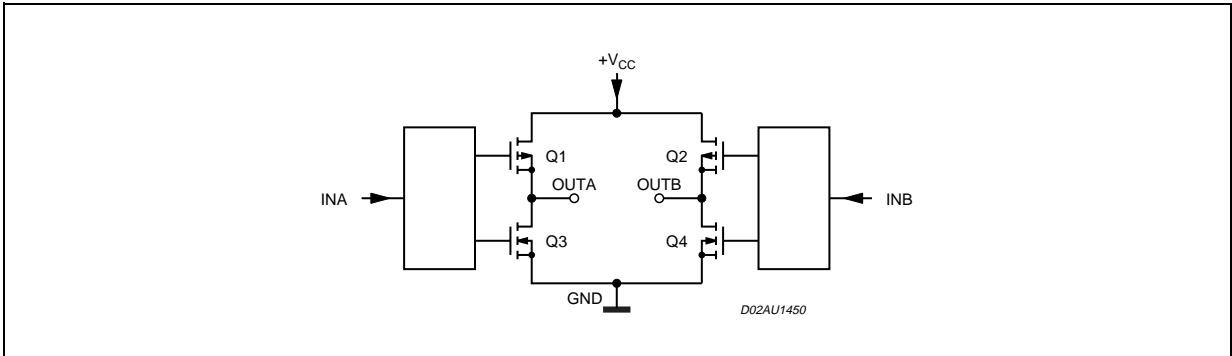 +VCC
Q1
Q2
OUTA
OUTB
INA
INB
Q3
Q4
GND
D02AU1450